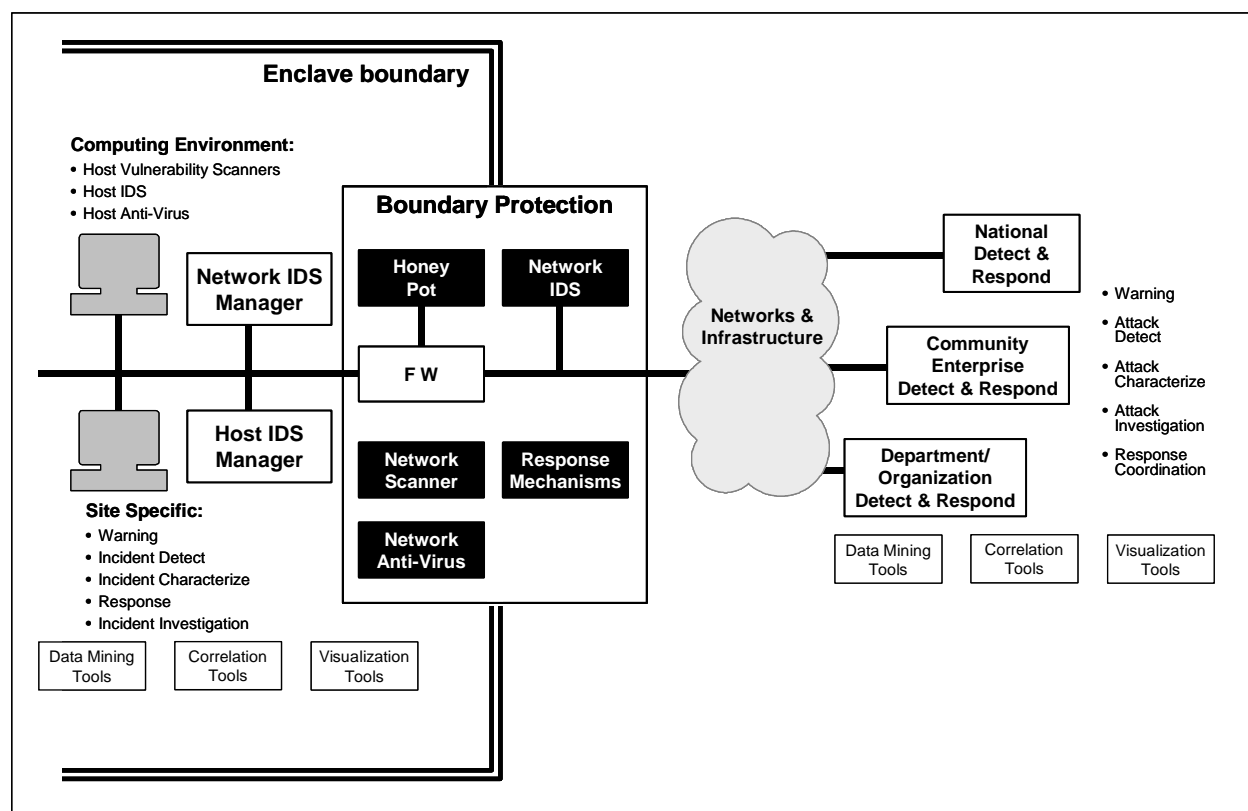 Enclave boundary
Computing Environment:
• Host Vulnerability Scanners
• Host IDS
• Host Anti-Virus
Network IDS
Manager
Host IDS
Manager
Site Specific:
• Warning
• Incident Detect
• Incident Characterize
• Response
• Incident Investigation
Data Mining
Tools
Correlation
Tools
Visualization
Tools
Boundary Protection
Honey
Pot
Network
IDS
F W
Network
Scanner
Response
Mechanisms
Network
Anti-Virus
Networks &
Infrastructure
National
Detect &
Respond
Community
Enterprise
Detect & Respond
Department/
Organization
Detect & Respond
• Warning
• Attack
Detect
• Attack
Characterize
• Attack
Investigation
• Response
Coordination
Data Mining
Tools
Correlation
Tools
Visualization
Tools